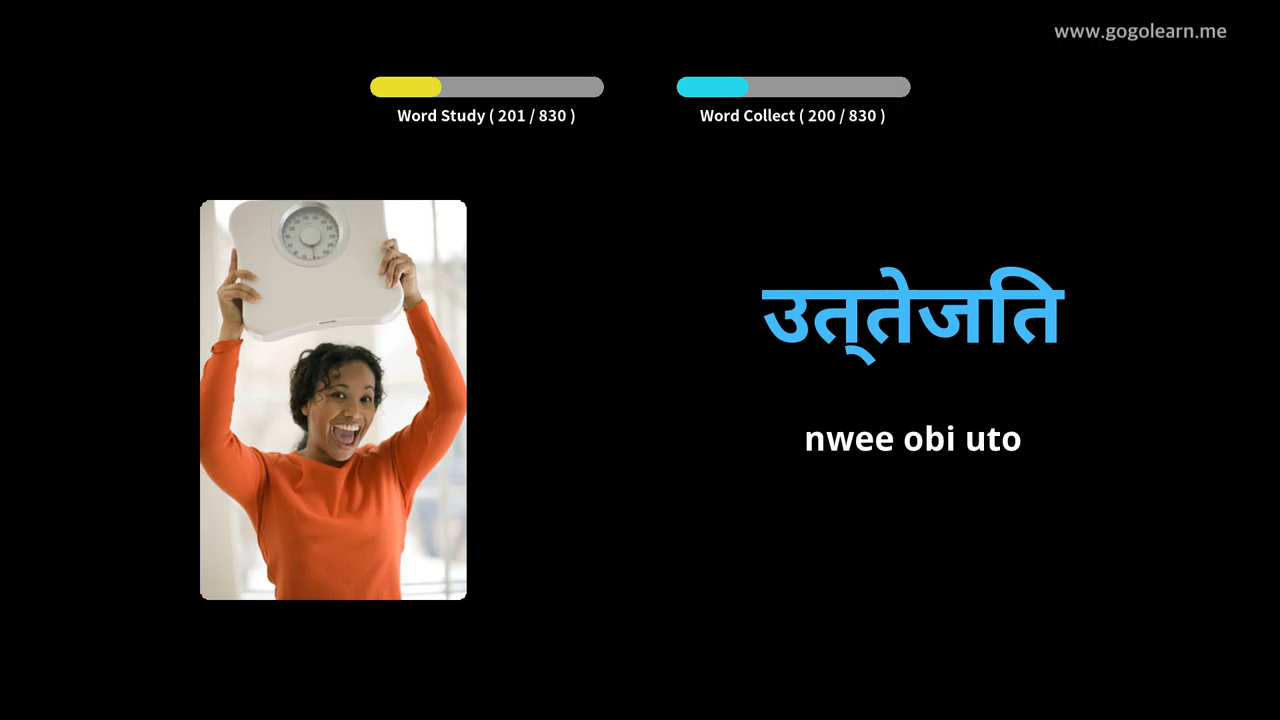 www.gogolearn.me
Word Study ( 201 / 830 )
Word Collect ( 200 / 830 )
उत्‌तेजति
nwee obi uto